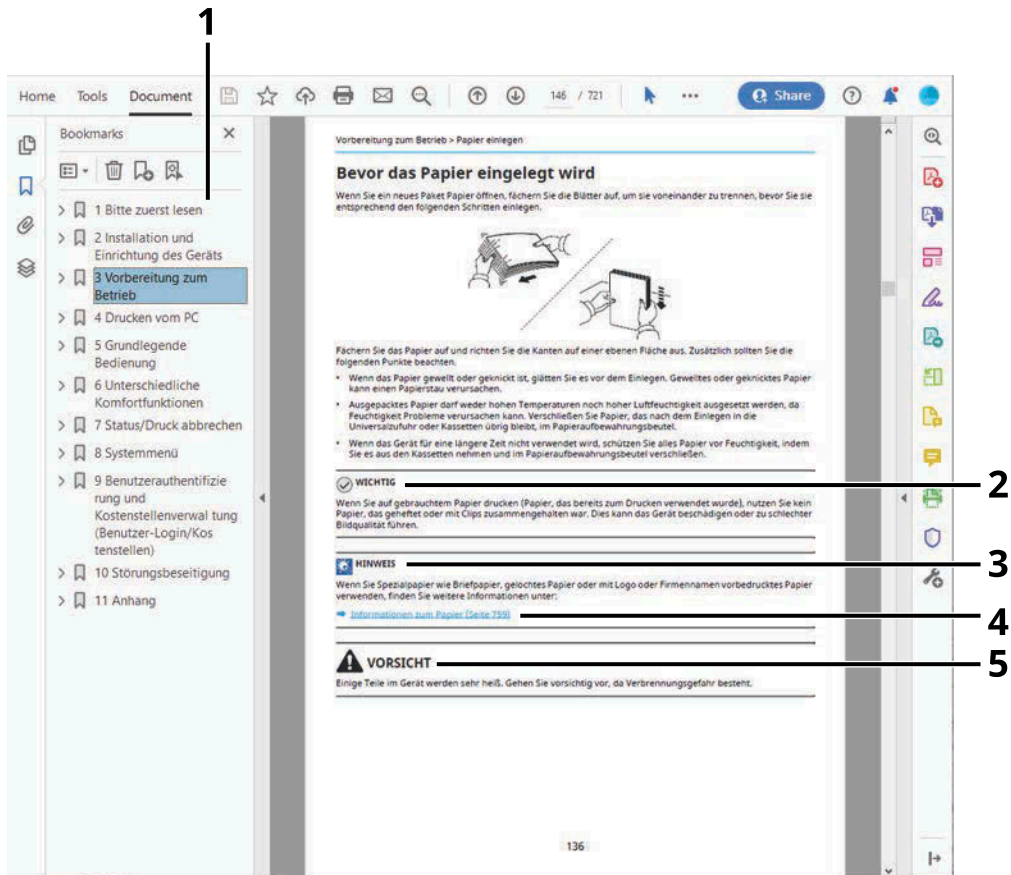 1
Home Tools Document 146 / 721 Share
Bookmarks
1 Bitte zuerst lesen
2 Installation und
Einrichtung des Geräts
3 Vorbereitung zum
Betrieb
4 Drucken vom PC
5 Grundlegende
Bedienung
6 Unterschiedliche
Komfortfunktionen
7 Status/Druck abbrechen
8 Systemmenü
9 Benutzerauthentifizie
rung und
Kostenstellenverwal tung
(Benutzer-Login/Kos
tenstellen)
10 Störungsbeseitigung
11 Anhang
Vorbereitung zum Betrieb > Papier einlegen
Bevor das Papier eingelegt wird
Wenn Sie ein neues Paket Papier öffnen, fächern Sie die Blätter auf, um sie voneinander zu trennen, bevor Sie sie
entsprechend den folgenden Schritten einlegen.
Fächern Sie das Papier auf und richten Sie die Kanten auf einer ebenen Fläche aus. Zusätzlich sollten Sie die
folgenden Punkte beachten.
• Wenn das Papier gewellt oder geknickt ist, glätten Sie es vor dem Einlegen. Gewelltes oder geknicktes Papier
kann einen Papierstau verursachen.
• Ausgepacktes Papier darf weder hohen Temperaturen noch hoher Luftfeuchtigkeit ausgesetzt werden, da
Feuchtigkeit Probleme verursachen kann. Verschließen Sie Papier, das nach dem Einlegen in die
Universalzufuhr oder Kassetten übrig bleibt, im Papieraufbewahrungsbeutel.
• Wenn das Gerät für eine längere Zeit nicht verwendet wird, schützen Sie alles Papier vor Feuchtigkeit, indem
Sie es aus den Kassetten nehmen und im Papieraufbewahrungsbeutel verschließen.
WICHTIG
2
Wenn Sie auf gebrauchtem Papier drucken (Papier, das bereits zum Drucken verwendet wurde), nutzen Sie kein
Papier, das geheftet oder mit Clips zusammengehalten war. Dies kann das Gerät beschädigen oder zu schlechter
Bildqualität führen.
HINWEIS
3
Wenn Sie Spezialpapier wie Briefpapier, gelochtes Papier oder mit Logo oder Firmennamen vorbedrucktes Papier
verwenden, finden Sie weitere Informationen unter:
Informationen zum Papier (Seite 759)
4
VORSICHT
5
Einige Teile im Gerät werden sehr heiß. Gehen Sie vorsichtig vor, da Verbrennungsgefahr besteht.
136